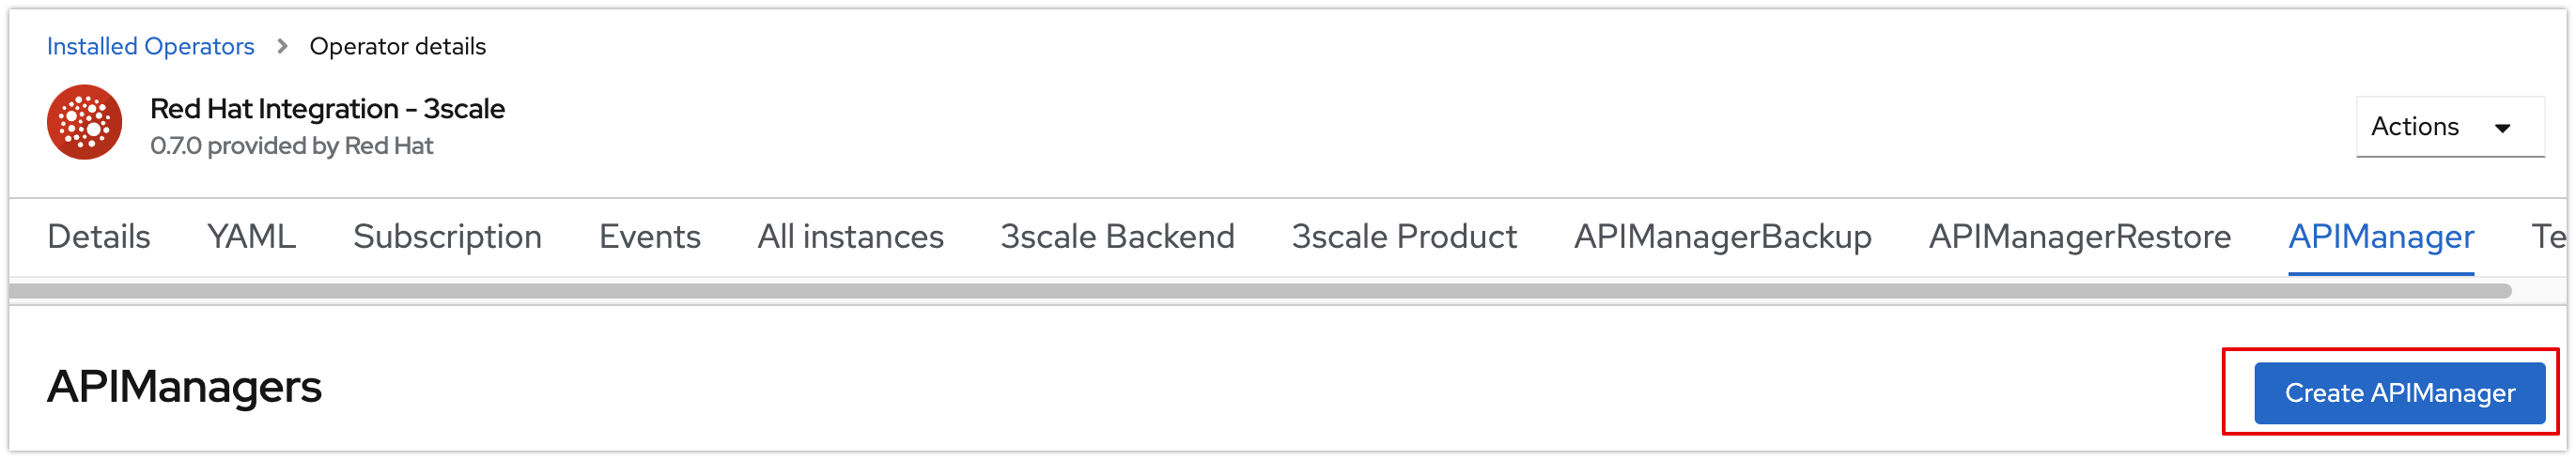 Installed Operators > Operator details
Red Hat Integration - 3scale
0.7.0 provided by Red Hat
Actions
Details YAML Subscription Events All instances 3scale Backend 3scale Product APIManagerBackup APIManagerRestore APIManager
APIManagers
Create APIManager